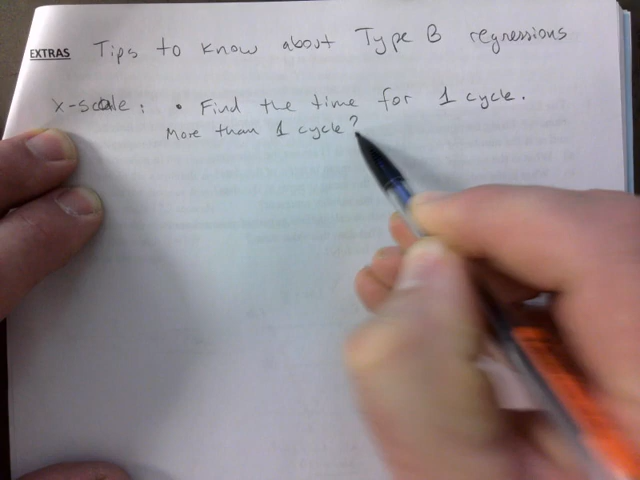 EXTRAS Tips to know about Type B regressions
x-scale: • Find the time for 1 cycle.
More than 1 cycle?